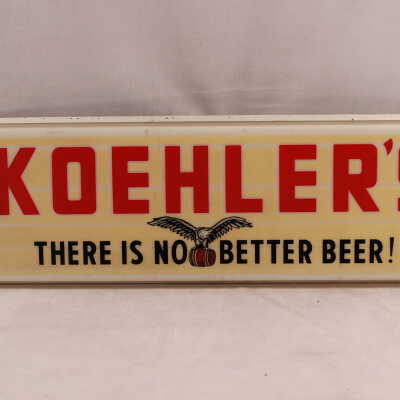 KOEHLER'S
THERE IS NO BETTER BEER!